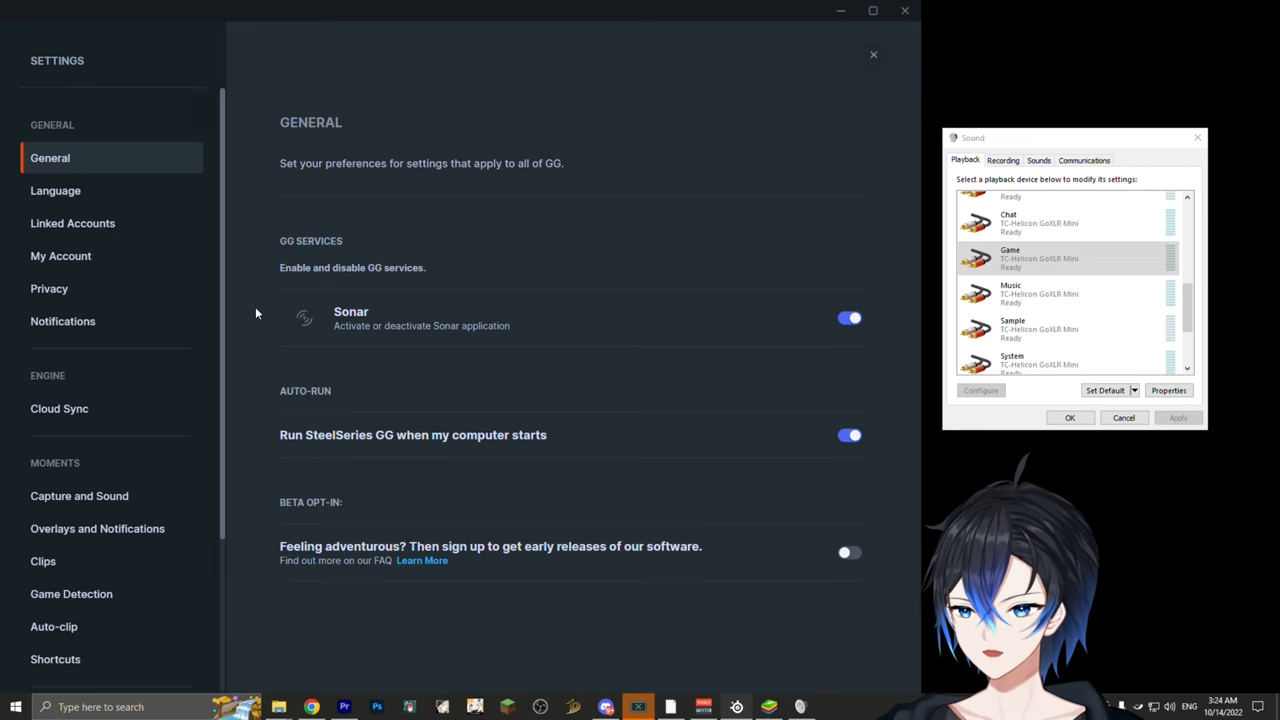 SETTINGS
GENERAL
General
Language
Linked Accounts
My Account
Privacy
Notifications
ENGINE
Cloud Sync
MOMENTS
Capture and Sound
Overlays and Notifications
Clips
Game Detection
Auto-clip
Shortcuts
GENERAL
Set your preferences for settings that apply to all of GG.
GG SERVICES
Enable and disable GG services.
Sonar
Activate or deactivate Sonar application
AUTO-RUN
Run SteelSeries GG when my computer starts
BETA OPT-IN:
Feeling adventurous? Then sign up to get early releases of our software.
Find out more on our FAQ Learn More
Sound
Playback Recording Sounds Communications
Select a playback device below to modify its settings:
Ready
Chat
TC-Helicon GoXLR Mini
Ready
Game
TC-Helicon GoXLR Mini
Ready
Music
TC-Helicon GoXLR Mini
Ready
Sample
TC-Helicon GoXLR Mini
Ready
System
TC-Helicon GoXLR Mini
Ready
Configure Set Default Properties
OK Cancel Apply
Type here to search
Pr
Ps
ENG
3:24 AM
10/14/2022